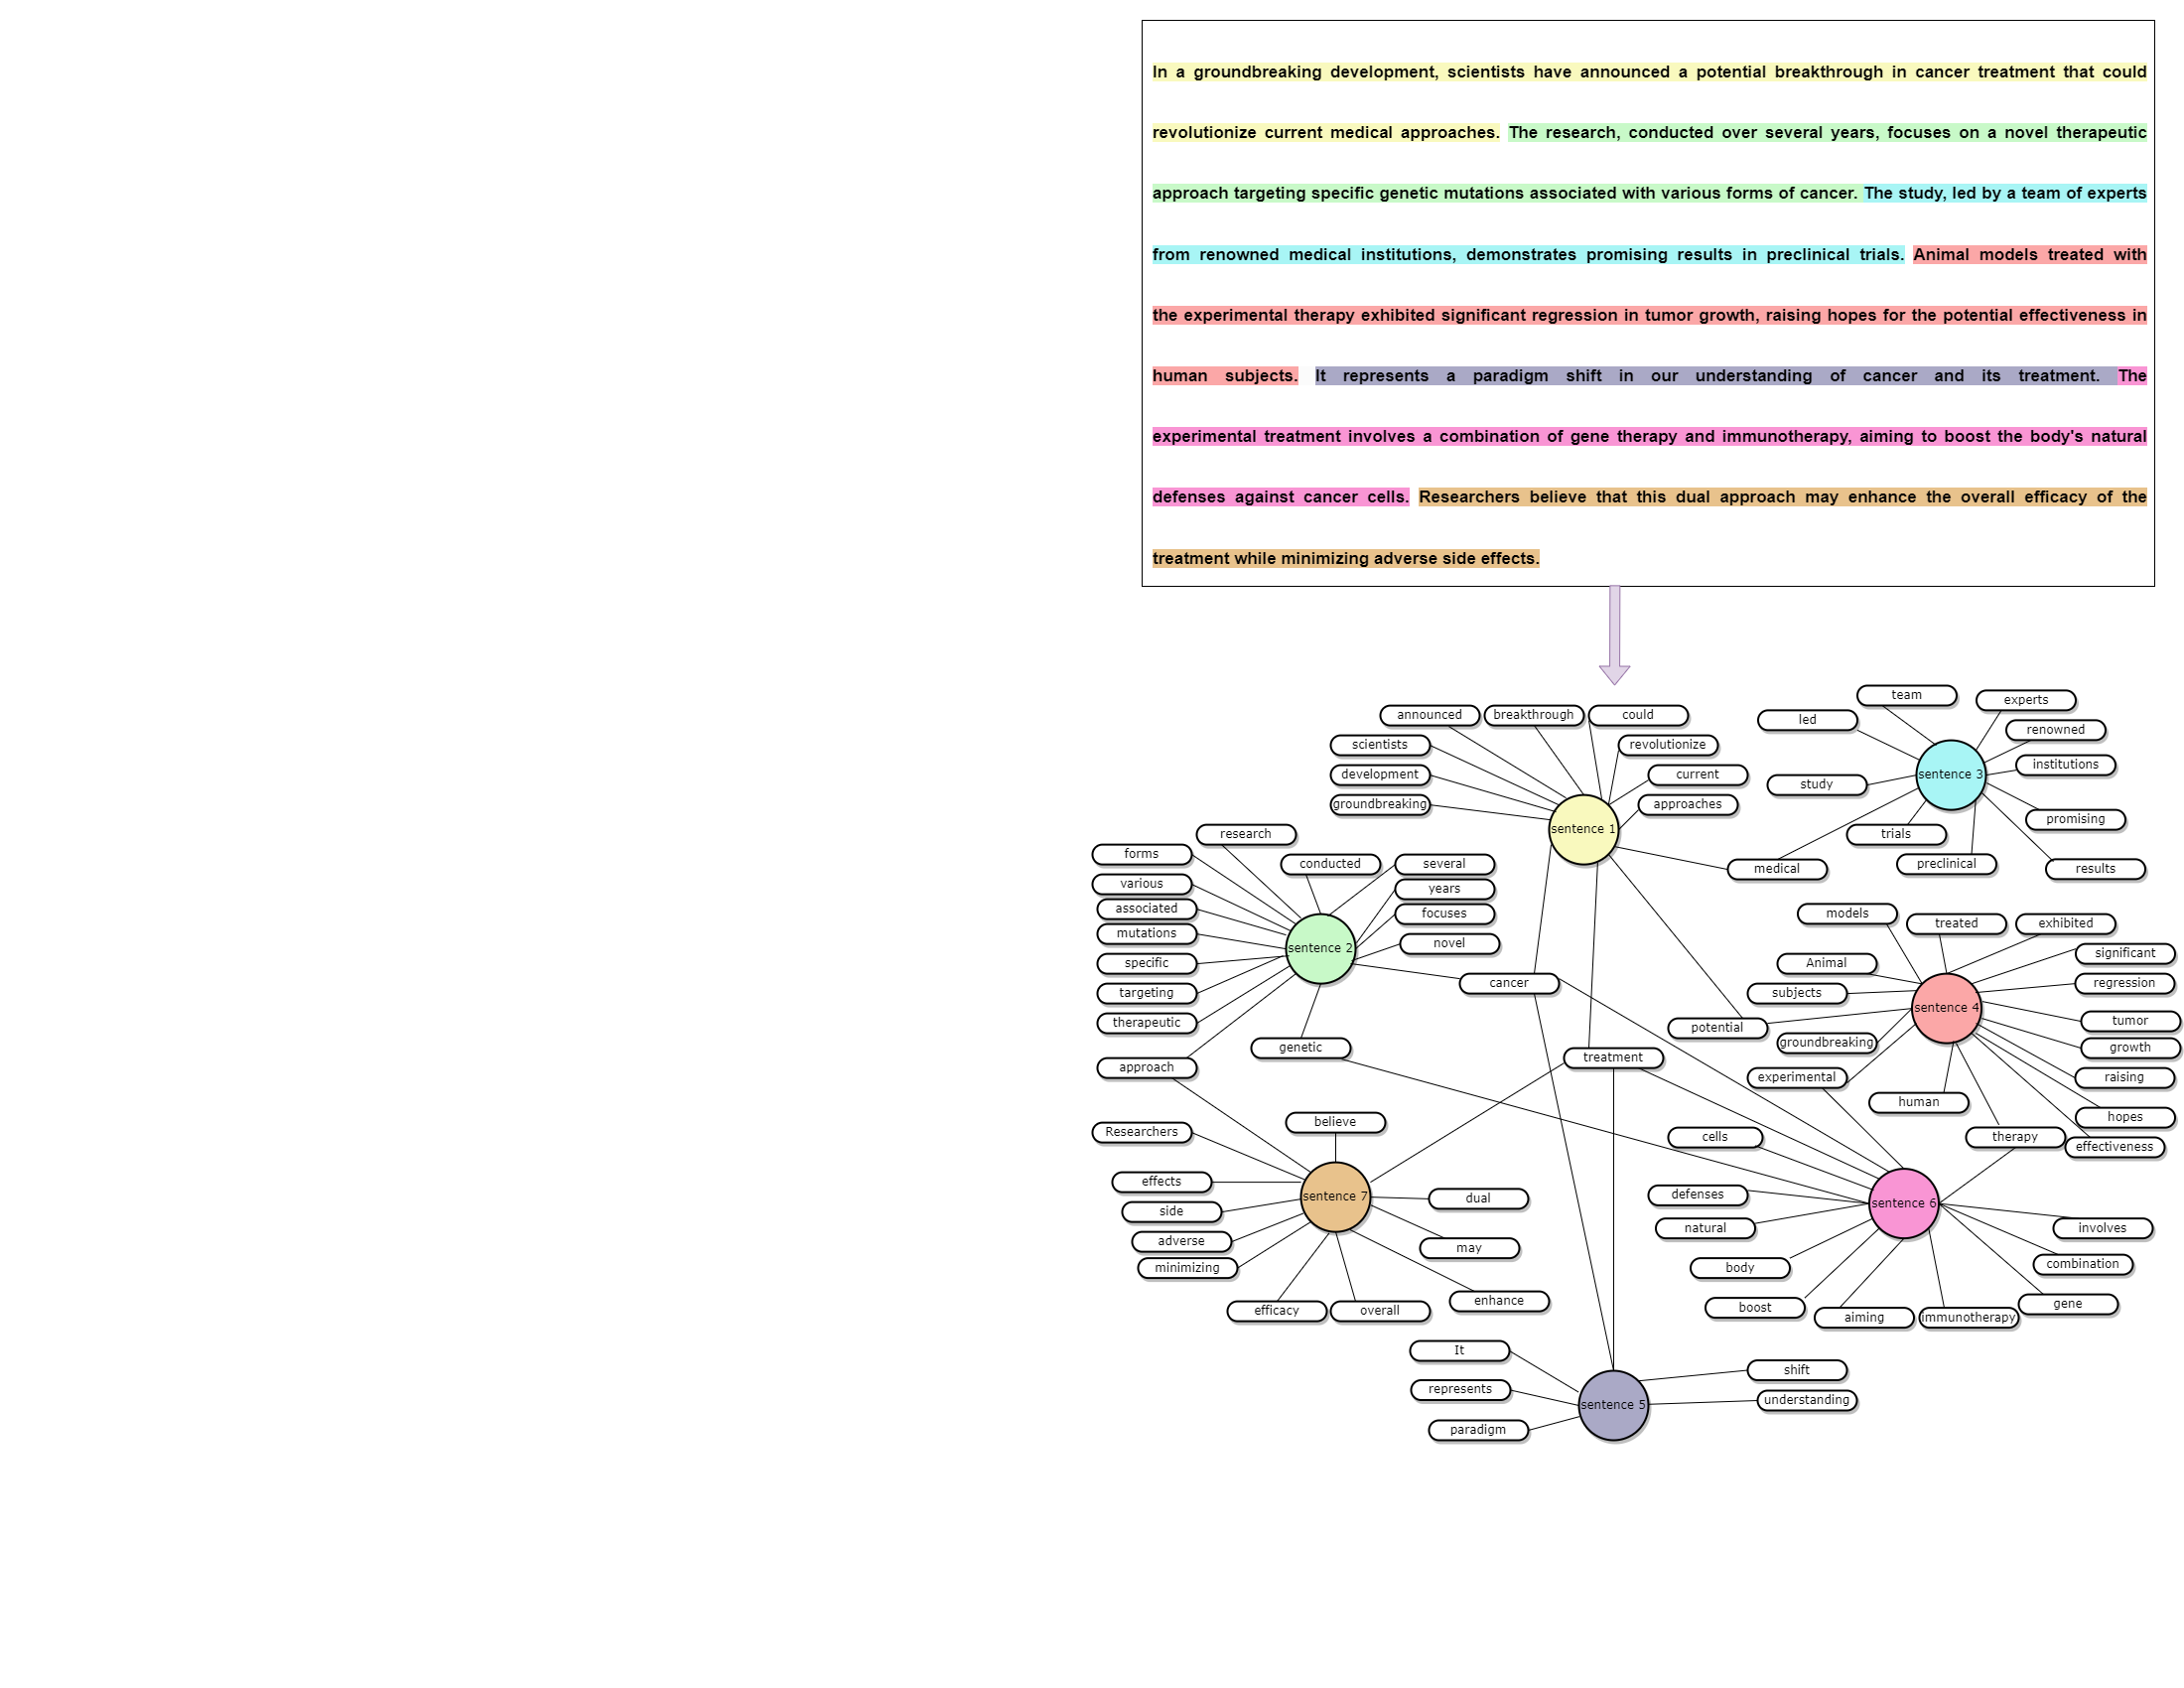 In a groundbreaking development, scientists have announced a potential breakthrough in cancer treatment that could
revolutionize current medical approaches. The research, conducted over several years, focuses on a novel therapeutic
approach targeting specific genetic mutations associated with various forms of cancer. The study, led by a team of experts
from renowned medical institutions, demonstrates promising results in preclinical trials. Animal models treated with
the experimental therapy exhibited significant regression in tumor growth, raising hopes for the potential effectiveness in
human subjects. It represents a paradigm shift in our understanding of cancer and its treatment. The
experimental treatment involves a combination of gene therapy and immunotherapy, aiming to boost the body's natural
defenses against cancer cells. Researchers believe that this dual approach may enhance the overall efficacy of the
treatment while minimizing adverse side effects.
announced
breakthrough
could
scientists
revolutionize
development
current
groundbreaking
approaches
sentence 1
team
experts
led
renowned
sentence 3
institutions
study
promising
trials
preclinical
medical
results
research
forms
conducted
several
various
years
associated
focuses
mutations
novel
sentence 2
specific
cancer
targeting
therapeutic
genetic
approach
models
treated
exhibited
significant
Animal
regression
subjects
sentence 4
tumor
potential
groundbreaking
growth
treatment
experimental
raising
human
hopes
therapy
effectiveness
believe
Researchers
effects
sentence 7
dual
side
adverse
may
minimizing
enhance
efficacy
overall
cells
defenses
sentence 6
natural
involves
body
combination
boost
aiming
immunotherapy
gene
It
shift
represents
sentence 5
understanding
paradigm